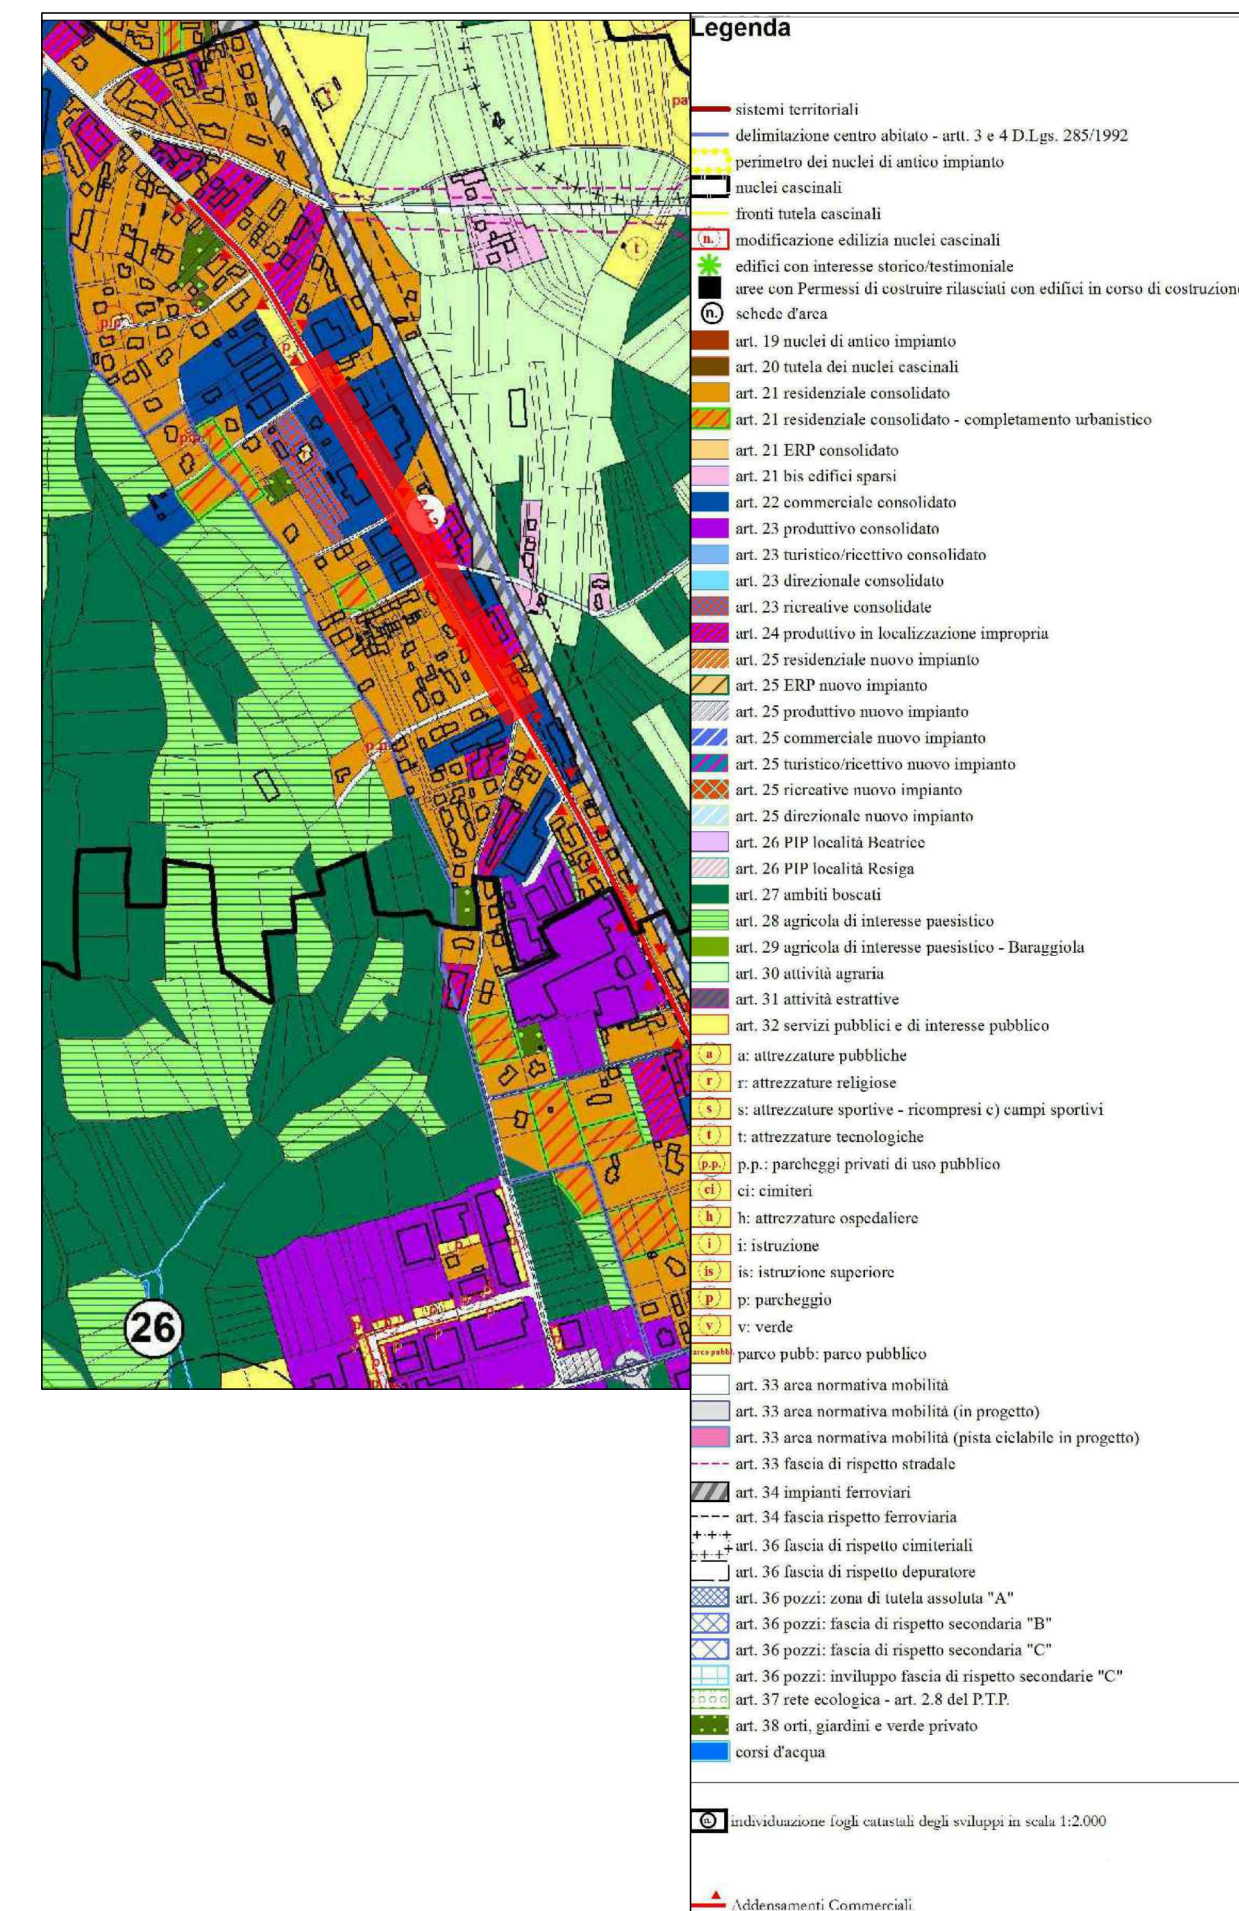 Legenda
sistemi territoriali
delimitazione centro abitato - artt. 3 e 4 D.Lgs. 285/1992
perimetro dei nuclei di antico impianto
nuclei cascinali
fronti tutela cascinali
n. modificazione edilizia nuclei cascinali
edifici con interesse storico/testimoniale
aree con Permessi di costruire rilasciati con edifici in corso di costruzione
n. schede d'area
art. 19 nuclei di antico impianto
art. 20 tutela dei nuclei cascinali
art. 21 residenziale consolidato
art. 21 residenziale consolidato - completamento urbanistico
art. 21 ERP consolidato
art. 21 bis edifici sparsi
art. 22 commerciale consolidato
art. 23 produttivo consolidato
art. 23 turistico/ricettivo consolidato
art. 23 direzionale consolidato
art. 23 ricreative consolidate
art. 24 produttivo in localizzazione impropria
art. 25 residenziale nuovo impianto
art. 25 ERP nuovo impianto
art. 25 produttivo nuovo impianto
art. 25 commerciale nuovo impianto
art. 25 turistico/ricettivo nuovo impianto
art. 25 ricreative nuovo impianto
art. 25 direzionale nuovo impianto
art. 26 PIP località Beatrice
art. 26 PIP località Resiga
art. 27 ambiti boscati
art. 28 agricola di interesse paesistico
art. 29 agricola di interesse paesistico - Baraggiola
art. 30 attività agraria
art. 31 attività estrattive
art. 32 servizi pubblici e di interesse pubblico
a a: attrezzature pubbliche
r r: attrezzature religiose
s s: attrezzature sportive - ricompresi c) campi sportivi
t t: attrezzature tecnologiche
p.p. p.p.: parcheggi privati di uso pubblico
ci ci: cimiteri
h h: attrezzature ospedaliere
i i: istruzione
is is: istruzione superiore
p p: parcheggio
v v: verde
parco pubb: parco pubblico
art. 33 area normativa mobilità
art. 33 area normativa mobilità (in progetto)
art. 33 area normativa mobilità (pista ciclabile in progetto)
art. 33 fascia di rispetto stradale
art. 34 impianti ferroviari
art. 34 fascia rispetto ferroviaria
art. 36 fascia di rispetto cimiteriali
art. 36 fascia di rispetto depuratore
art. 36 pozzi: zona di tutela assoluta "A"
art. 36 pozzi: fascia di rispetto secondaria "B"
art. 36 pozzi: fascia di rispetto secondaria "C"
art. 36 pozzi: inviluppo fascia di rispetto secondarie "C"
art. 37 rete ecologica - art. 2.8 del P.T.P.
art. 38 orti, giardini e verde privato
corsi d'acqua
n. individuazione fogli catastali degli sviluppi in scala 1:2.000
Addensamenti Commerciali
pa
t
p
p.p.
26